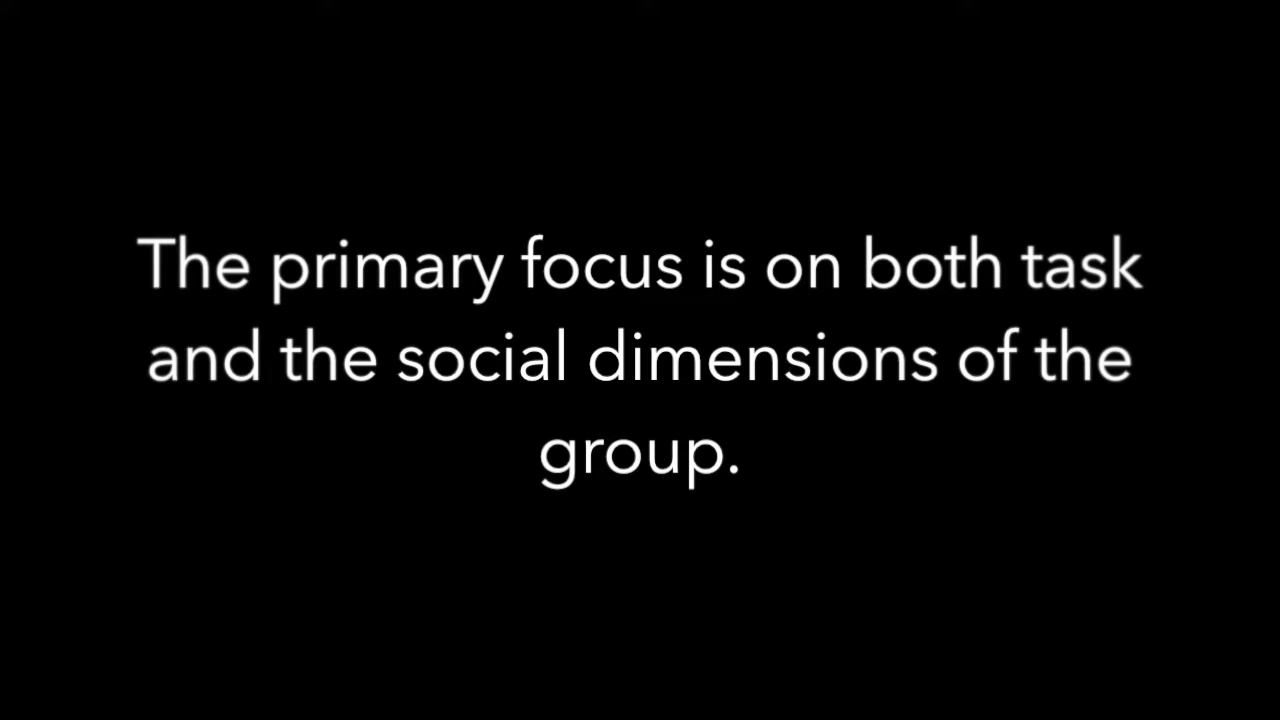 The primary focus is on both task
and the social dimensions of the
group.